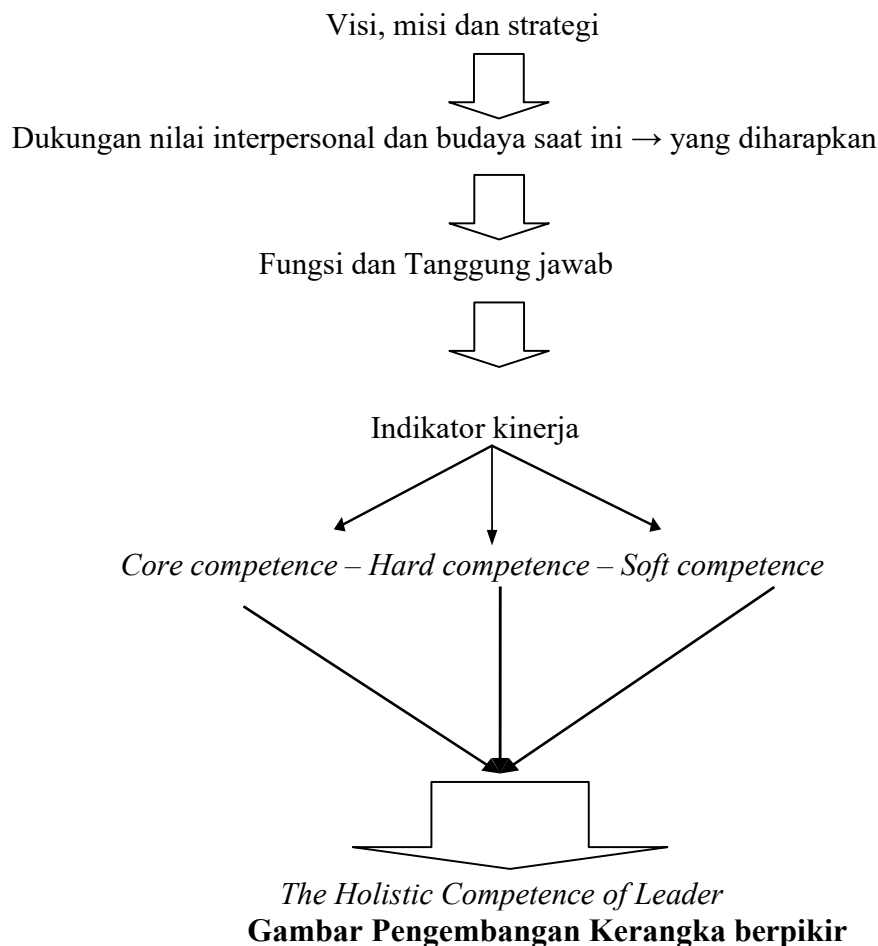 Visi, misi dan strategi
Dukungan nilai interpersonal dan budaya saat ini → yang diharapkan
Fungsi dan Tanggung jawab
Indikator kinerja
Core competence – Hard competence – Soft competence
The Holistic Competence of Leader
Gambar Pengembangan Kerangka berpikir